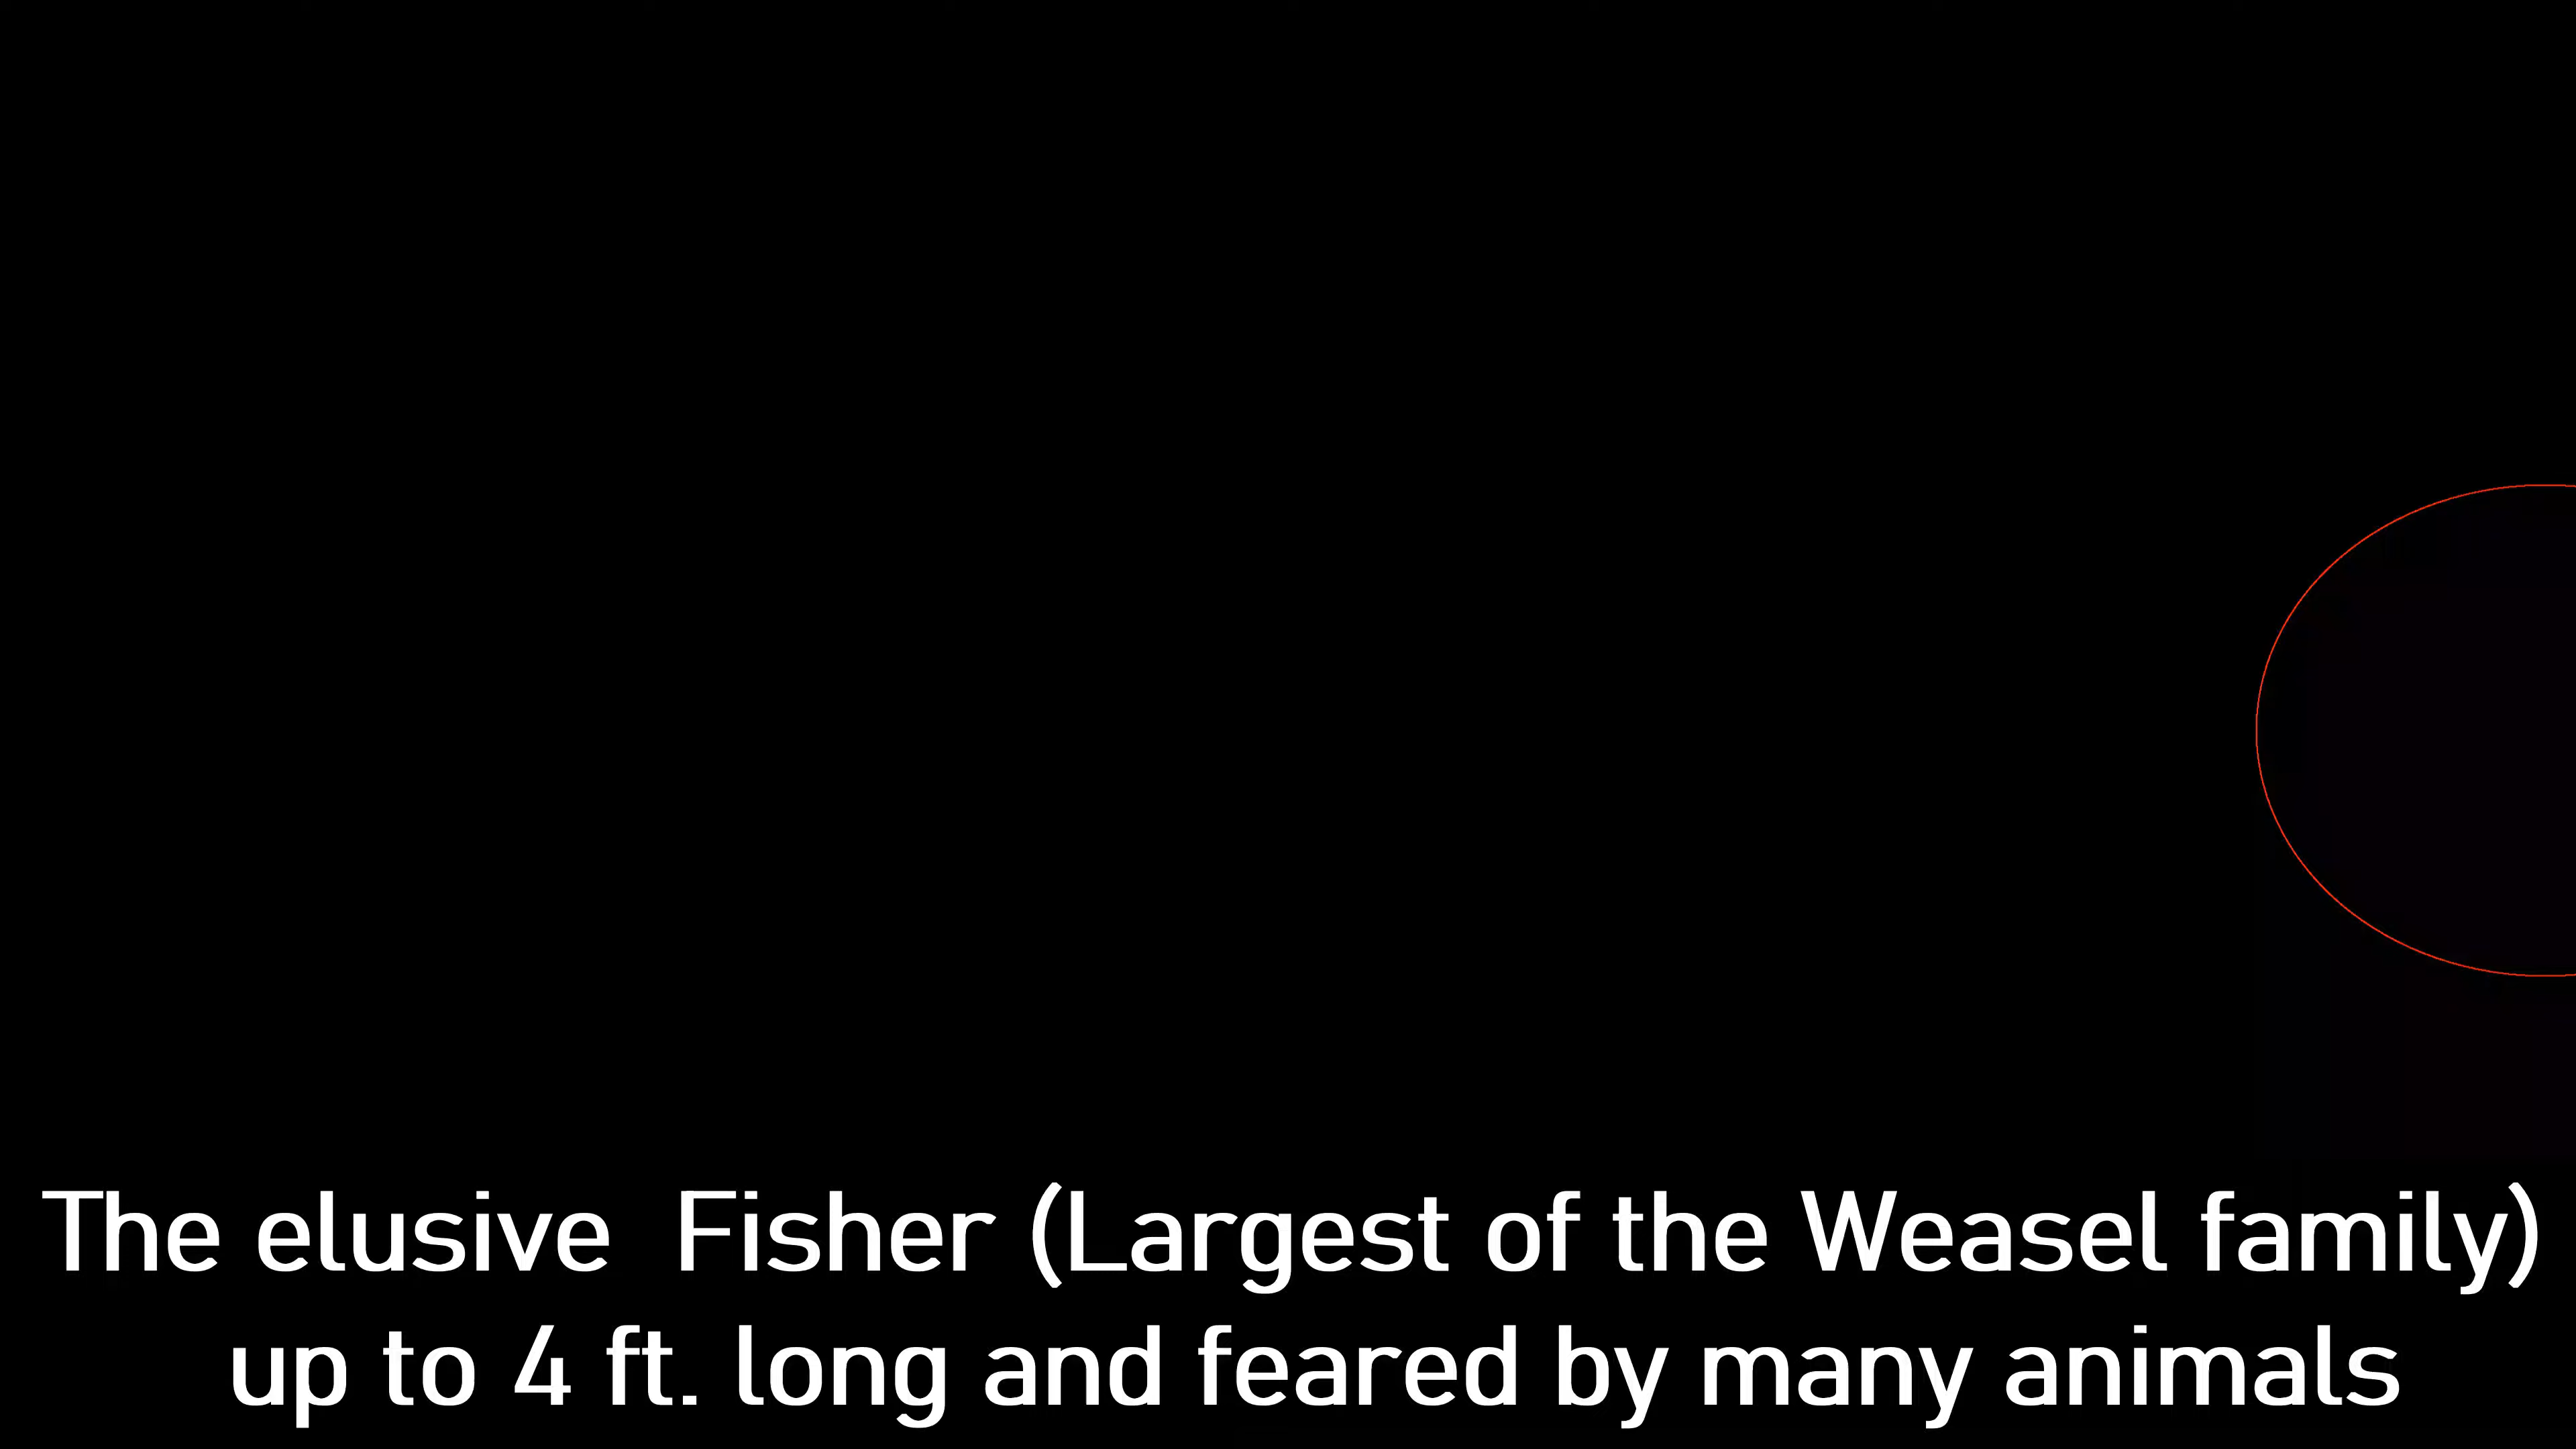 The elusive  Fisher (Largest of the Weasel family)
up to 4 ft. long and feared by many animals